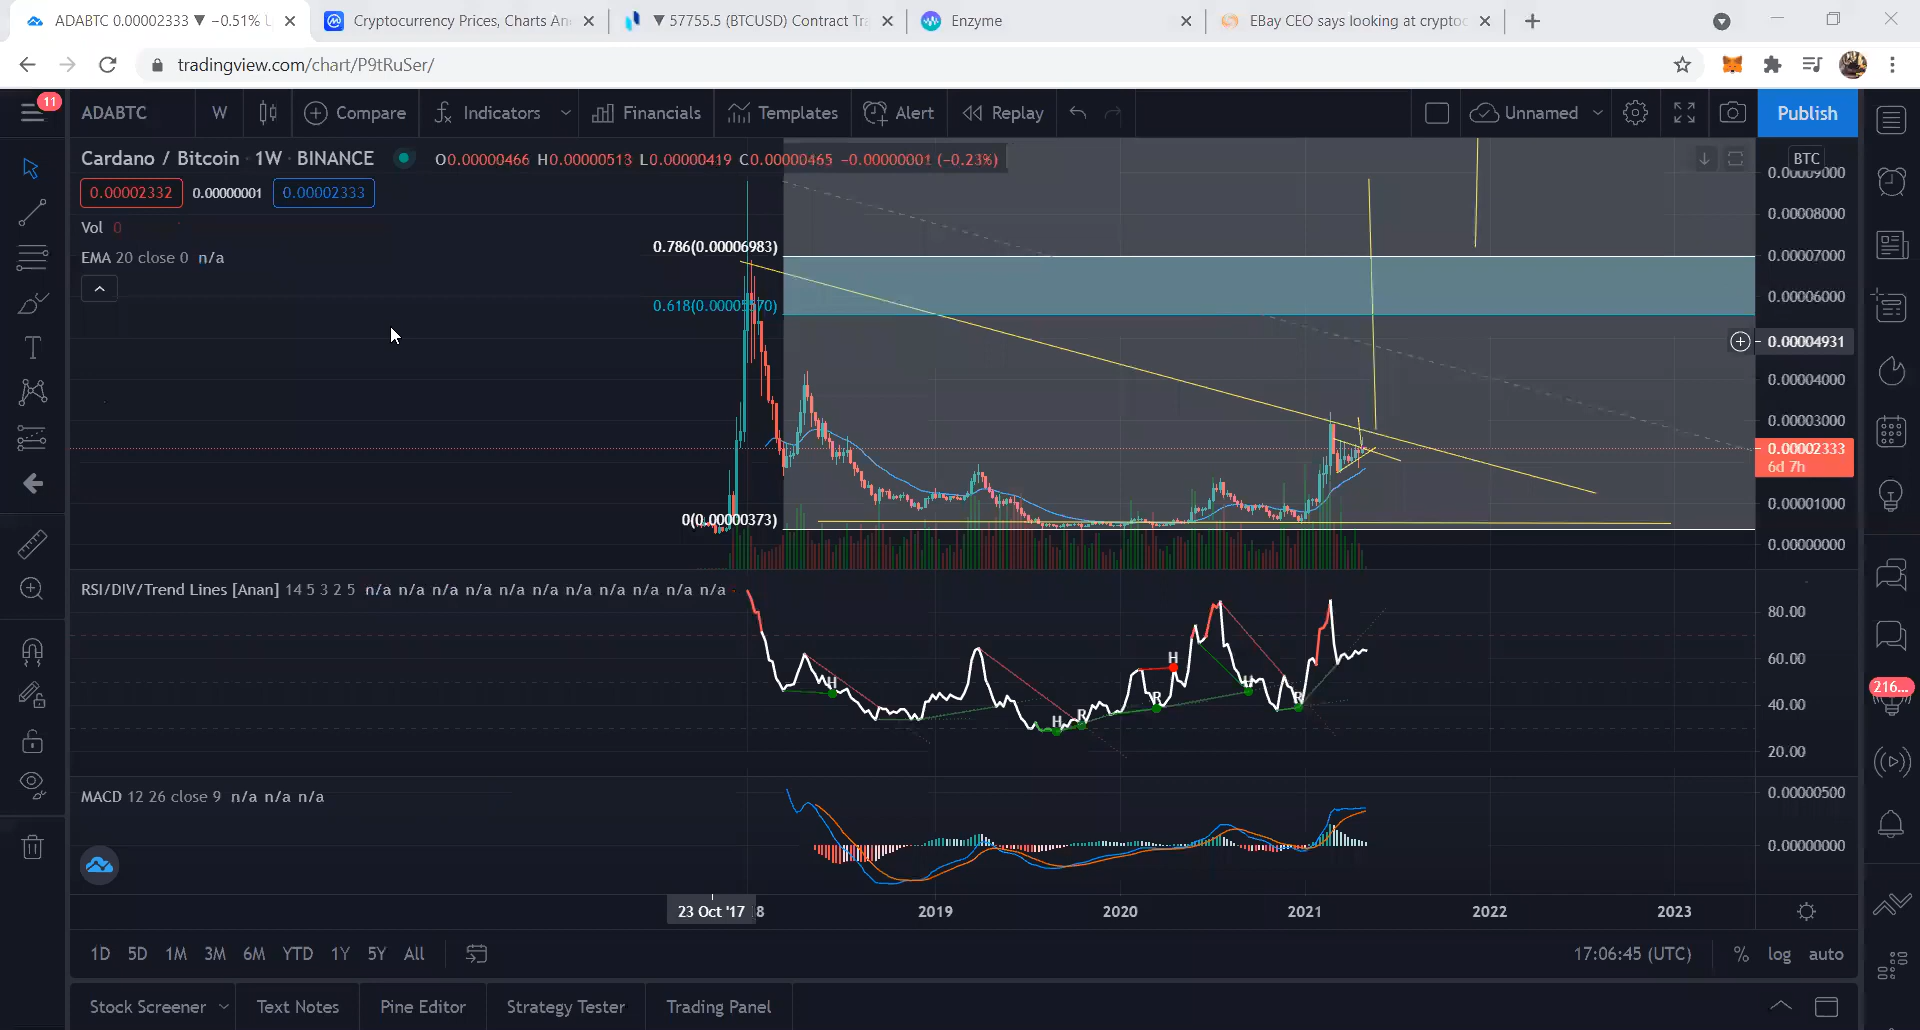 ADABTC 0.00002333 ▼ −0.51%
Cryptocurrency Prices, Charts An
▼ 57755.5 (BTCUSD) Contract Tra
Enzyme
EBay CEO says looking at cryptoc
tradingview.com/chart/P9tRuSer/
11
ADABTC
W
Compare
Indicators
Financials
Templates
Alert
Replay
Unnamed
Publish
Cardano / Bitcoin · 1W · BINANCE
O0.00000466 H0.00000513 L0.00000419 C0.00000465 −0.00000001 (−0.23%)
BTC
0.00009000
0.00002332
0.00000001
0.00002333
0.00008000
Vol 0
0.786(0.00006983)
0.00007000
EMA 20 close 0 n/a
0.00006000
0.00004931
0.00004000
0.00003000
0.00002333
6d 7h
0.00001000
0(0.00000373)
0.00000000
RSI/DIV/Trend Lines [Anan] 14 5 3 2 5 n/a n/a n/a n/a n/a n/a n/a n/a n/a n/a n/a
80.00
H
60.00
H
H
R
R
40.00
H
R
20.00
216...
MACD 12 26 close 9 n/a n/a n/a
0.00000500
0.00000000
23 Oct '17
8
2019
2020
2021
2022
2023
1D
5D
1M
3M
6M
YTD
1Y
5Y
All
17:06:45 (UTC)
%
log
auto
Stock Screener
Text Notes
Pine Editor
Strategy Tester
Trading Panel